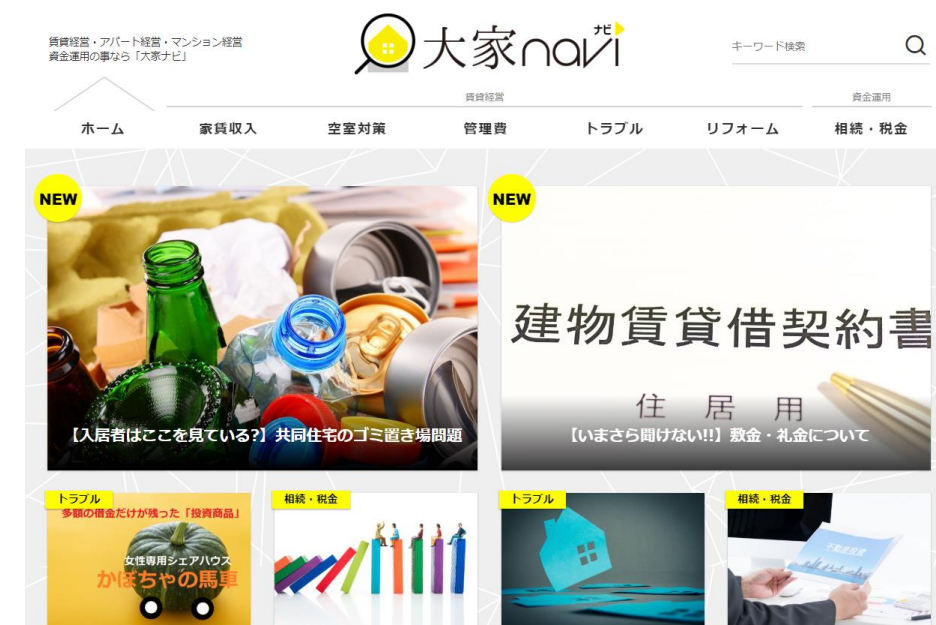 賃貸経営・アパート経営・マンション経営
資金運用の事なら「大家ナビ」
大家navi
ナビ
キーワード検索
賃貸経営
資金運用
ホーム
家賃収入
空室対策
管理費
トラブル
リフォーム
相続・税金
NEW
NEW
建物賃貸借契約書
住居用
【入居者はここを見ている?】共同住宅のゴミ置き場問題
【いまさら聞けない!!】敷金・礼金について
トラブル
相続・税金
トラブル
相続・税金
多額の借金だけが残った「投資商品」
女性専用シェアハウス
かぼちゃの馬車
不動産投資